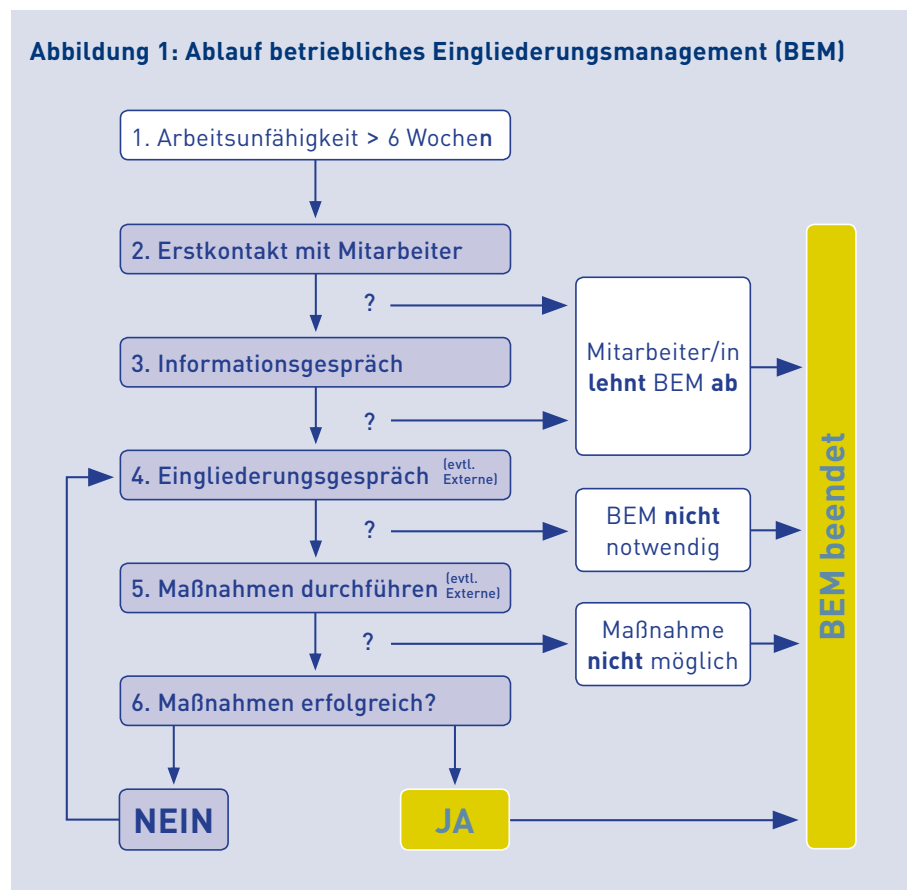 Abbildung 1: Ablauf betriebliches Eingliederungsmanagement (BEM)
1. Arbeitsunfähigkeit > 6 Wochen
2. Erstkontakt mit Mitarbeiter
?
3. Informationsgespräch
?
Mitarbeiter/in
lehnt BEM ab
4. Eingliederungsgespräch (evtl. Externe)
?
BEM nicht
notwendig
5. Maßnahmen durchführen (evtl. Externe)
?
Maßnahme
nicht möglich
6. Maßnahmen erfolgreich?
NEIN
JA
BEM beendet